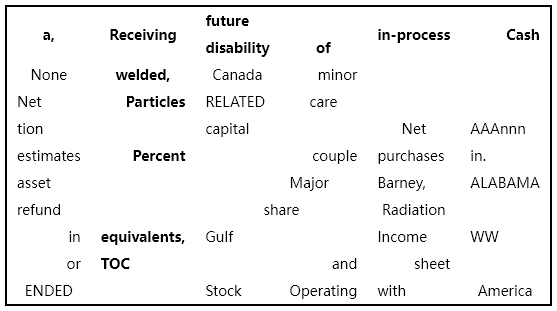 a, Receiving future disability of in-process Cash
None welded, Canada minor
Net Particles RELATED care
tion capital Net AAAnnn
estimates Percent couple purchases in.
asset Major Barney, ALABAMA
refund share Radiation
in equivalents, Gulf Income WW
or TOC and sheet
ENDED Stock Operating with America